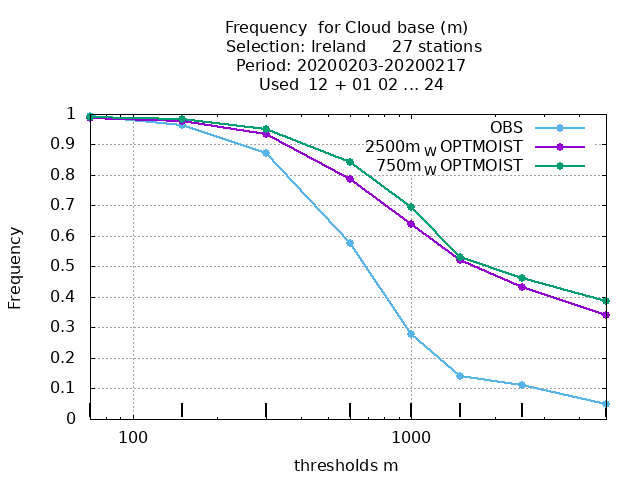 Frequency  for Cloud base (m)
Selection: Ireland     27 stations
Period: 20200203-20200217
Used  12 + 01 02 ... 24
OBS
2500m_W OPTMOIST
750m_W OPTMOIST
1
0.9
0.8
0.7
0.6
0.5
0.4
0.3
0.2
0.1
0
Frequency
100
1000
thresholds m